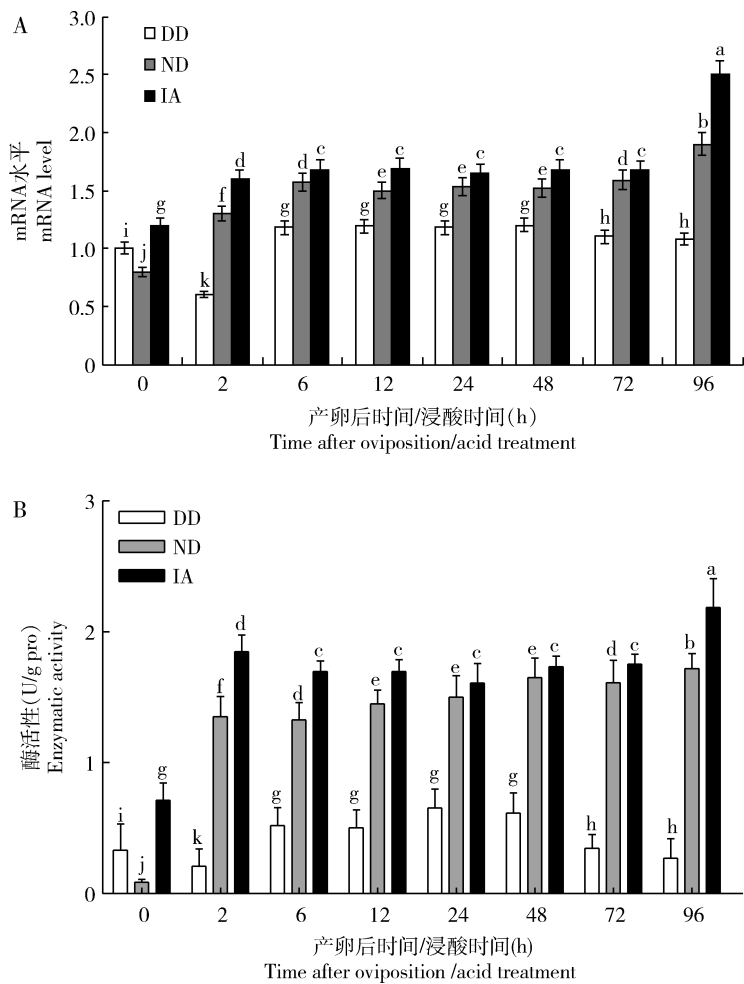 A
3.0
2.5
2.0
1.5
1.0
0.5
0
mRNA水平
mRNA level
DD
ND
IA
i j g
k f d
g d c
g e c
g d c
g e c
h d c
h b a
0 2 6 12 24 48 72 96
产卵后时间/浸酸时间(h)
Time after oviposition/acid treatment
B
3
2
1
0
酶活性(U/g pro)
Enzymatic activity
DD
ND
IA
i j g
k f d
g d c
g e c
g e c
g e c
h d c
h b a
0 2 6 12 24 48 72 96
产卵后时间/浸酸时间(h)
Time after oviposition /acid treatment